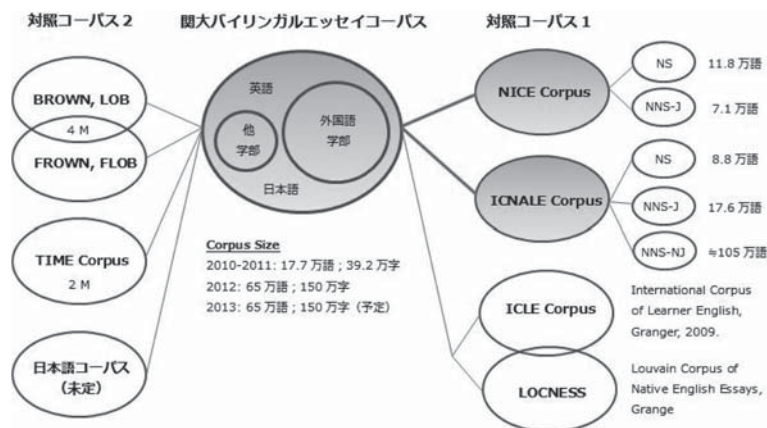 対照コーパス2
関大バイリンガルエッセイコーパス
対照コーパス1
BROWN, LOB
4 M
FROWN, FLOB
TIME Corpus
2 M
日本語コーパス
(未定)
英語
他
学部
外国語
学部
日本語
Corpus Size
2010-2011: 17.7 万語 ; 39.2 万字
2012: 65 万語 ; 150 万字
2013: 65 万語 ; 150 万字 (予定)
NICE Corpus
NS
11.8 万語
NNS-J
7.1 万語
ICNALE Corpus
NS
8.8 万語
NNS-J
17.6 万語
NNS-NJ
≒105 万語
ICLE Corpus
International Corpus
of Learner English,
Granger, 2009.
LOCNESS
Louvain Corpus of
Native English Essays,
Grange